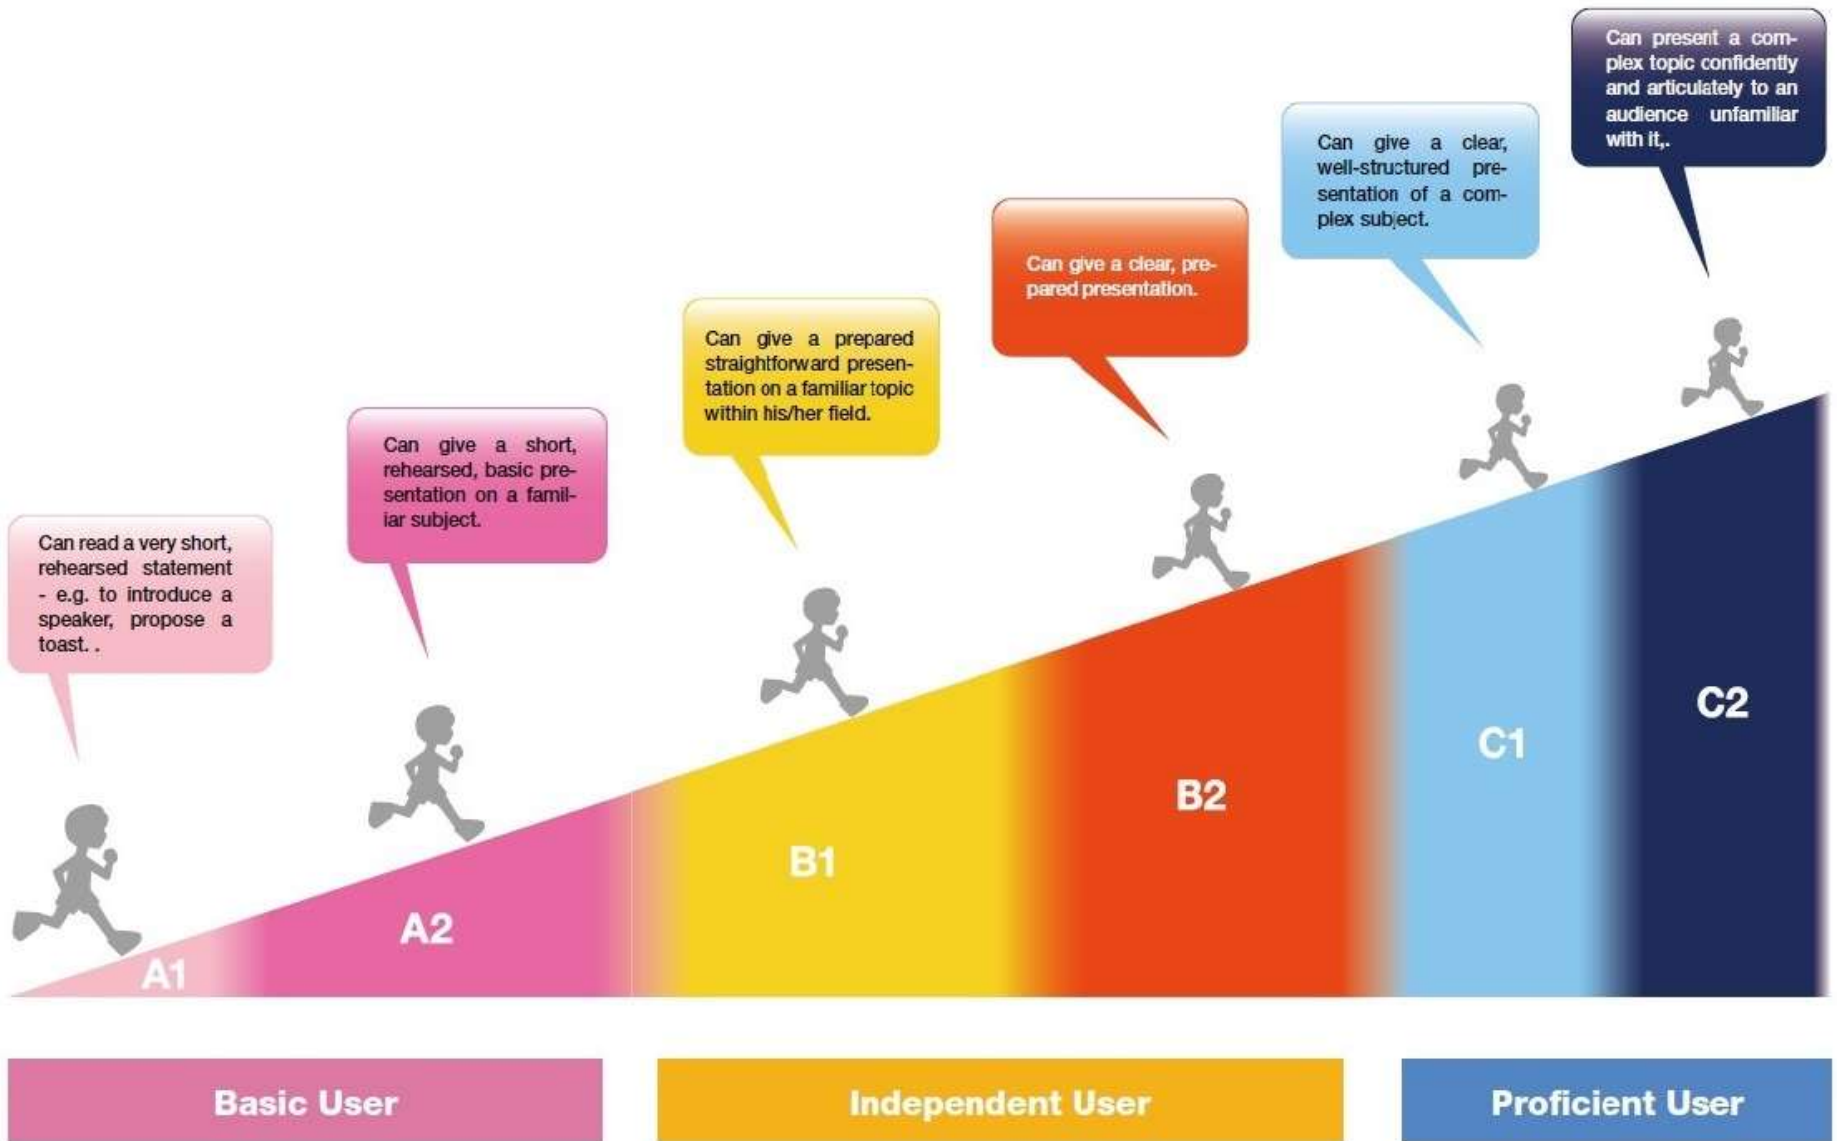 Can read a very short,
rehearsed statement
- e.g. to introduce a
speaker, propose a
toast. .
Can give a short,
rehearsed, basic pre-
sentation on a famil-
iar subject.
Can give a prepared
straightforward presen-
tation on a familiar topic
within his/her field.
Can give a clear, pre-
pared presentation.
Can give a clear,
well-structured pre-
sentation of a com-
plex subject.
Can present a com-
plex topic confidently
and articulately to an
audience unfamiliar
with it,.
A1
A2
B1
B2
C1
C2
Basic User
Independent User
Proficient User